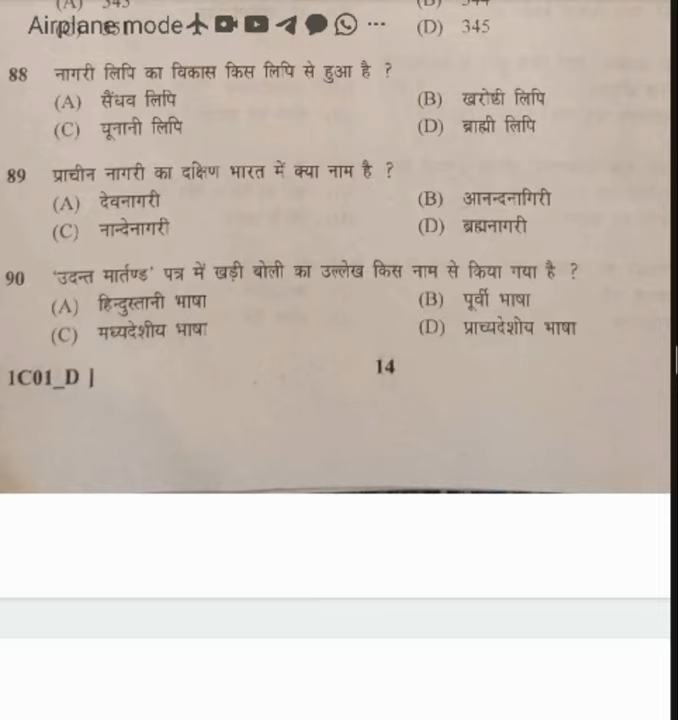 (A) 343
Airplane mode ...
(D) 345
88 नागरी लिपि का विकास किस लिपि से हुआ है ?
(A) सैंधव लिपि (B) खरोष्ठी लिपि
(C) यूनानी लिपि (D) ब्राह्मी लिपि
89 प्राचीन नागरी का दक्षिण भारत में क्या नाम है ?
(A) देवनागरी (B) आनन्दनागिरी
(C) नान्देनागरी (D) ब्रह्मनागरी
90 'उदन्त मार्तण्ड' पत्र में खड़ी बोली का उल्लेख किस नाम से किया गया है ?
(A) हिन्दुस्तानी भाषा (B) पूर्वी भाषा
(C) मध्यदेशीय भाषा (D) प्राच्यदेशीय भाषा
1C01_D ]
14